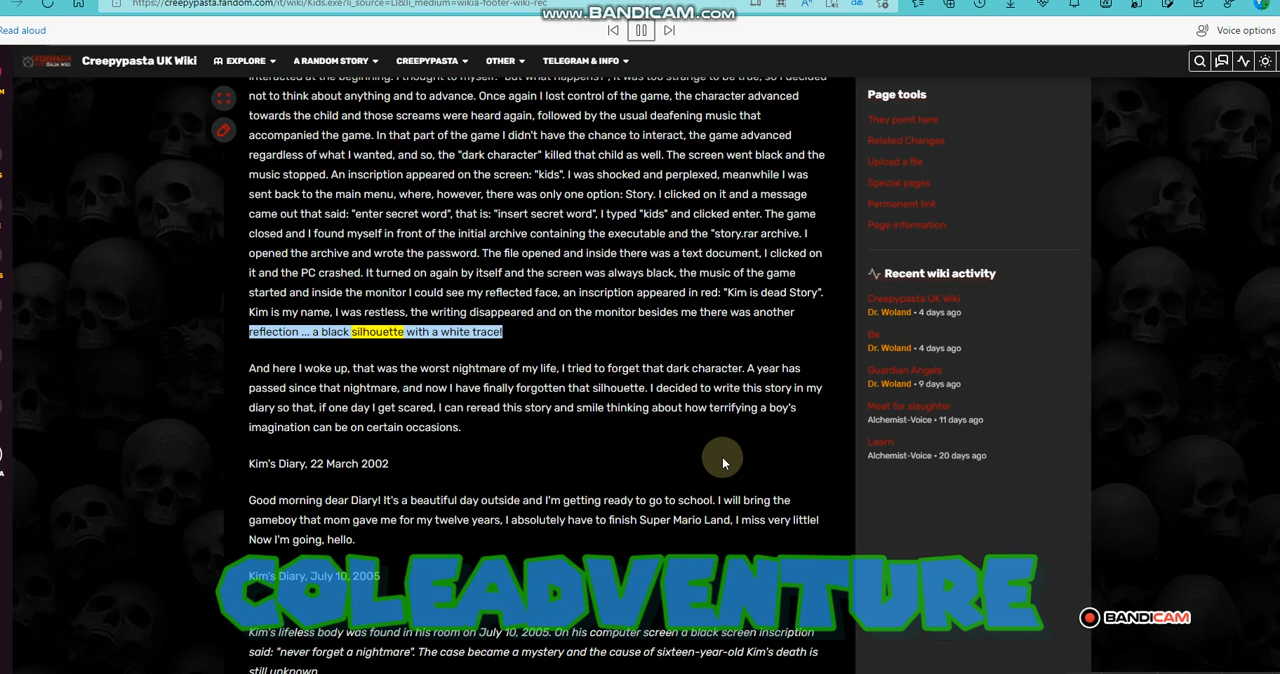 https://creepypasta.fandom.com/it/wiki/Kids.exe?li_source=LI&li_medium=wikia-footer-wiki-rec
www.BANDICAM.com
Read aloud
Voice options
Creepypasta UK Wiki
EXPLORE
A RANDOM STORY
CREEPYPASTA
OTHER
TELEGRAM & INFO
interacted at the beginning. I thought to myself: "but what happens?", it was too strange to be true, so I decided
not to think about anything and to advance. Once again I lost control of the game, the character advanced
towards the child and those screams were heard again, followed by the usual deafening music that
accompanied the game. In that part of the game I didn't have the chance to interact, the game advanced
regardless of what I wanted, and so, the "dark character" killed that child as well. The screen went black and the
music stopped. An inscription appeared on the screen: "kids". I was shocked and perplexed, meanwhile I was
sent back to the main menu, where, however, there was only one option: Story. I clicked on it and a message
came out that said: "enter secret word", that is: "insert secret word", I typed "kids" and clicked enter. The game
closed and I found myself in front of the initial archive containing the executable and the "story.rar archive. I
opened the archive and wrote the password. The file opened and inside there was a text document, I clicked on
it and the PC crashed. It turned on again by itself and the screen was always black, the music of the game
started and inside the monitor I could see my reflected face, an inscription appeared in red: "Kim is dead Story".
Kim is my name, I was restless, the writing disappeared and on the monitor besides me there was another
reflection ... a black silhouette with a white trace!
And here I woke up, that was the worst nightmare of my life, I tried to forget that dark character. A year has
passed since that nightmare, and now I have finally forgotten that silhouette. I decided to write this story in my
diary so that, if one day I get scared, I can reread this story and smile thinking about how terrifying a boy's
imagination can be on certain occasions.
Kim's Diary, 22 March 2002
Good morning dear Diary! It's a beautiful day outside and I'm getting ready to go to school. I will bring the
gameboy that mom gave me for my twelve years, I absolutely have to finish Super Mario Land, I miss very little!
Now I'm going, hello.
Kim's Diary, July 10, 2005
COLEADVENTURE
Kim's lifeless body was found in his room on July 10, 2005. On his computer screen a black screen inscription
said: "never forget a nightmare". The case became a mystery and the cause of sixteen-year-old Kim's death is
still unknown
Page tools
They point here
Related Changes
Upload a file
Special pages
Permanent link
Page information
Recent wiki activity
Creepypasta UK Wiki
Dr. Woland • 4 days ago
Be
Dr. Woland • 4 days ago
Guardian Angels
Dr. Woland • 9 days ago
Meat for slaughter
Alchemist-Voice • 11 days ago
Learn
Alchemist-Voice • 20 days ago
BANDICAM